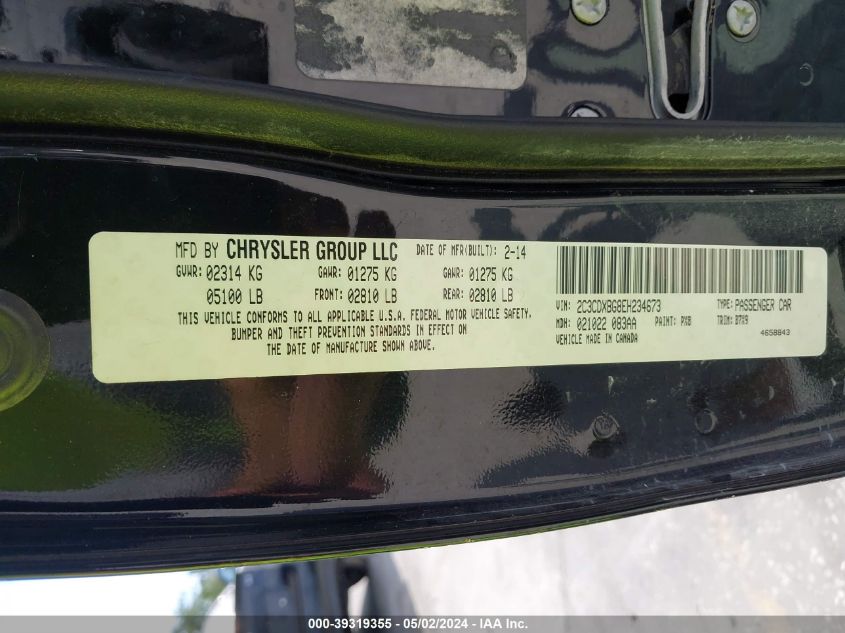 MFD BY CHRYSLER GROUP LLC DATE OF MFR(BUILT): 2-14
GVWR: 02314 KG GAWR: 01275 KG GAWR: 01275 KG
05100 LB FRONT: 02810 LB REAR: 02810 LB
THIS VEHICLE CONFORMS TO ALL APPLICABLE U.S.A. FEDERAL MOTOR VEHICLE SAFETY,
BUMPER AND THEFT PREVENTION STANDARDS IN EFFECT ON
THE DATE OF MANUFACTURE SHOWN ABOVE.
VIN: 2C3CDXBG8EH234673 TYPE: PASSENGER CAR
MDH: 021022 083AA PAINT: PX8 TRIM: B7X9
VEHICLE MADE IN CANADA 4658843
000-39319355 — 05/02/2024 — IAA Inc.